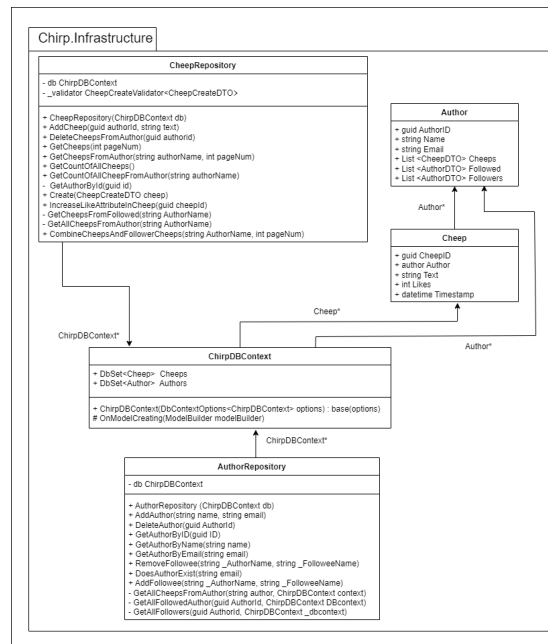 Chirp.Infrastructure
CheepRepository
- db ChirpDBContext
- _validator CheepCreateValidator<CheepCreateDTO>
+ CheepRepository(ChirpDBContext db)
+ AddCheep(guid authorId, string text)
+ DeleteCheepsFromAuthor(guid authorid)
+ GetCheeps(int pageNum)
+ GetCheepsFromAuthor(string authorName, int pageNum)
+ GetCountOfAllCheeps()
+ GetCountOfAllCheepFromAuthor(string authorName)
- GetAuthorById(guid id)
+ Create(CheepCreateDTO cheep)
+ IncreaseLikeAttributeInCheep(guid cheepId)
- GetCheepsFromFollowed(string AuthorName)
- GetAllCheepsFromAuthor(string AuthorName)
+ CombineCheepsAndFollowerCheeps(string AuthorName, int pageNum)
Author
+ guid AuthorID
+ string Name
+ string Email
+ List <CheepDTO> Cheeps
+ List <AuthorDTO> Followed
+ List <AuthorDTO> Followers
Author*
Cheep
+ guid CheepID
+ author Author
+ string Text
+ int Likes
+ datetime Timestamp
Cheep*
ChirpDBContext*
Author*
ChirpDBContext
+ DbSet<Cheep> Cheeps
+ DbSet<Author> Authors
+ ChirpDBContext(DbContextOptions<ChirpDBContext> options) : base(options)
# OnModelCreating(ModelBuilder modelBuilder)
ChirpDBContext*
AuthorRepository
- db ChirpDBContext
+ AuthorRepository (ChirpDBContext db)
+ AddAuthor(string name, string email)
+ DeleteAuthor(guid AuthorId)
+ GetAuthorByID(guid ID)
+ GetAuthorByName(string name)
+ GetAuthorByEmail(string email)
+ RemoveFollowee(string _AuthorName, string _FolloweeName)
+ DoesAuthorExist(string email)
+ AddFollowee(string _AuthorName, string _FolloweeName)
- GetAllCheepsFromAuthor(string author, ChirpDBContext context)
- GetAllFollowedAuthor(guid AuthorId, ChirpDBContext DBcontext)
- GetAllFollowers(guid AuthorId, ChirpDBContext _dbcontext)